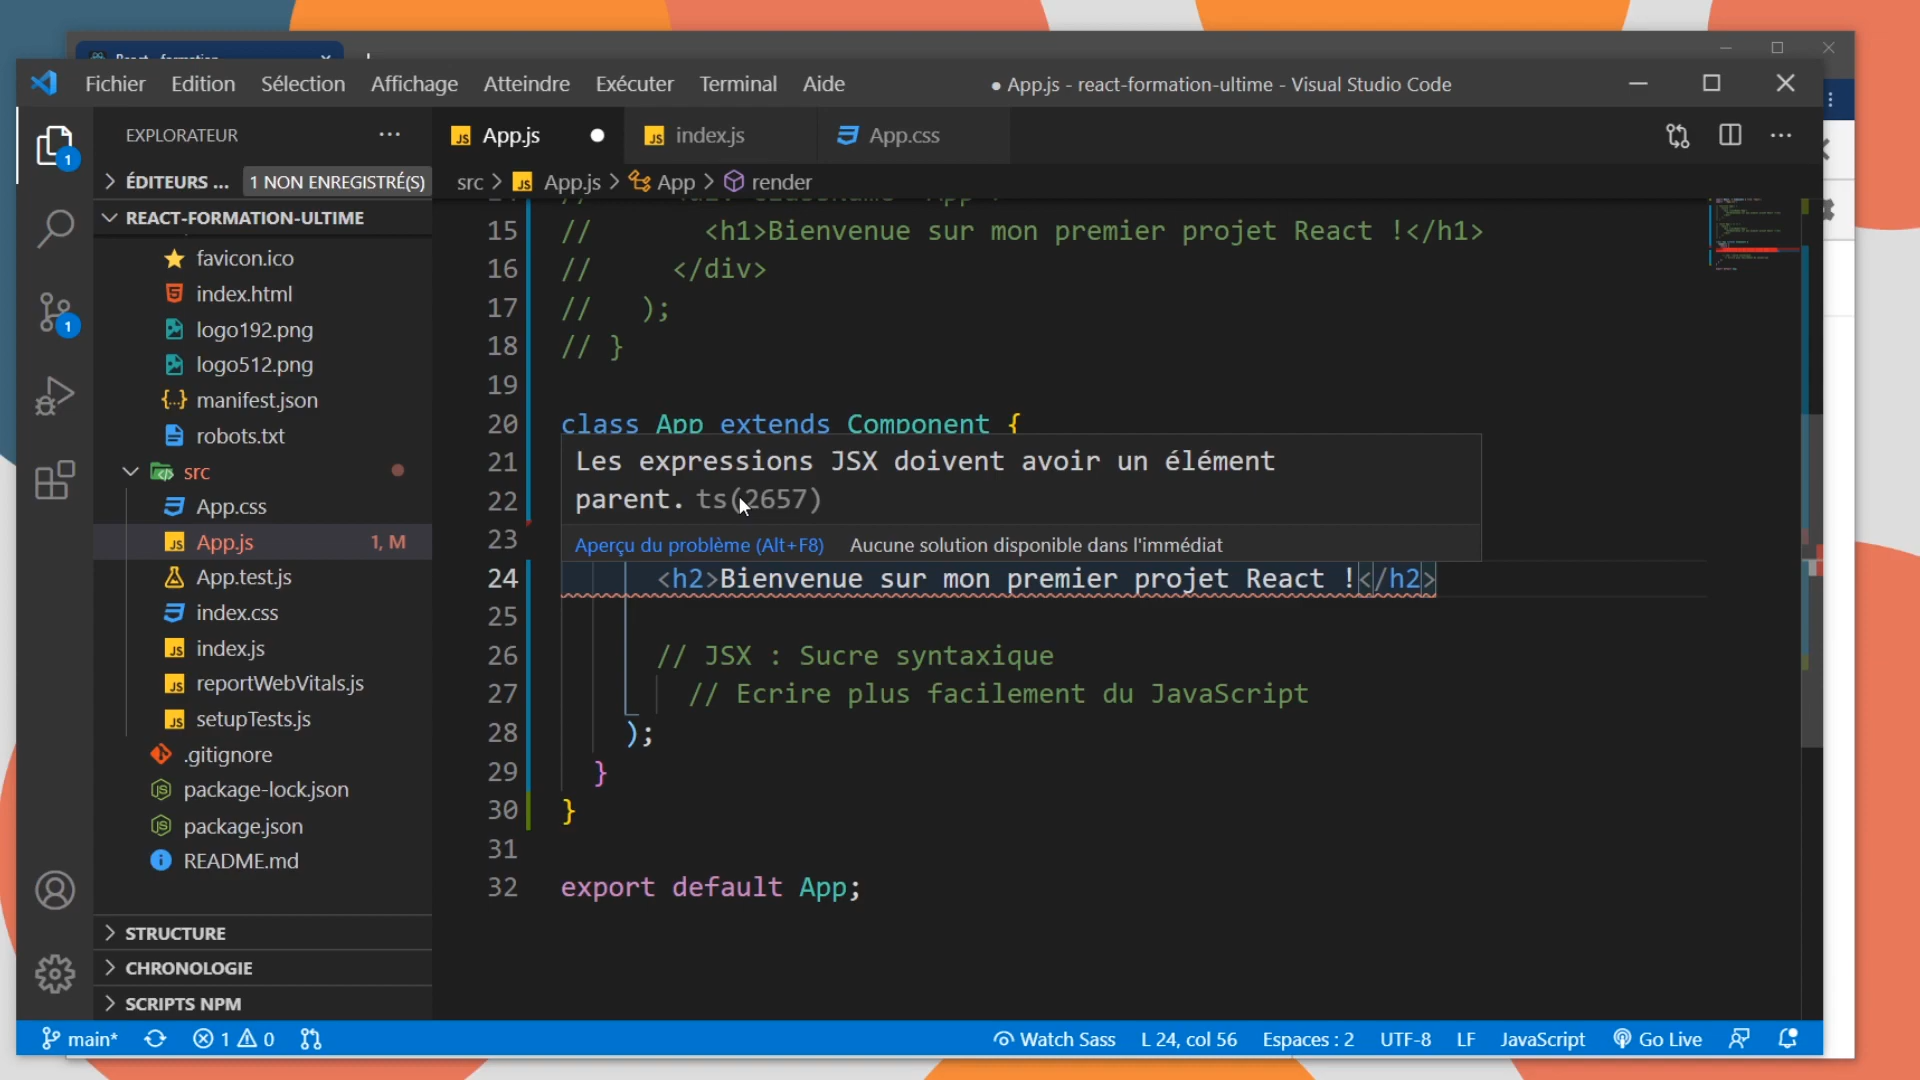 React - formation
Fichier Edition Sélection Affichage Atteindre Exécuter Terminal Aide
● App.js - react-formation-ultime - Visual Studio Code
EXPLORATEUR
App.js
index.js
App.css
ÉDITEURS ... 1 NON ENREGISTRÉ(S)
src > App.js > App > render
REACT-FORMATION-ULTIME
favicon.ico
index.html
logo192.png
logo512.png
manifest.json
robots.txt
src
App.css
App.js 1, M
App.test.js
index.css
index.js
reportWebVitals.js
setupTests.js
.gitignore
package-lock.json
package.json
README.md
STRUCTURE
CHRONOLOGIE
SCRIPTS NPM
1
1
15 // <h1>Bienvenue sur mon premier projet React !</h1>
16 // </div>
17 // );
18 // }
19
20 class App extends Component {
21
22
23
Les expressions JSX doivent avoir un élément
parent. ts(2657)
Aperçu du problème (Alt+F8) Aucune solution disponible dans l'immédiat
24 <h2>Bienvenue sur mon premier projet React !</h2>
25
26 // JSX : Sucre syntaxique
27 // Ecrire plus facilement du JavaScript
28 );
29 }
30 }
31
32 export default App;
main* 1 0 Watch Sass L 24, col 56 Espaces : 2 UTF-8 LF JavaScript Go Live